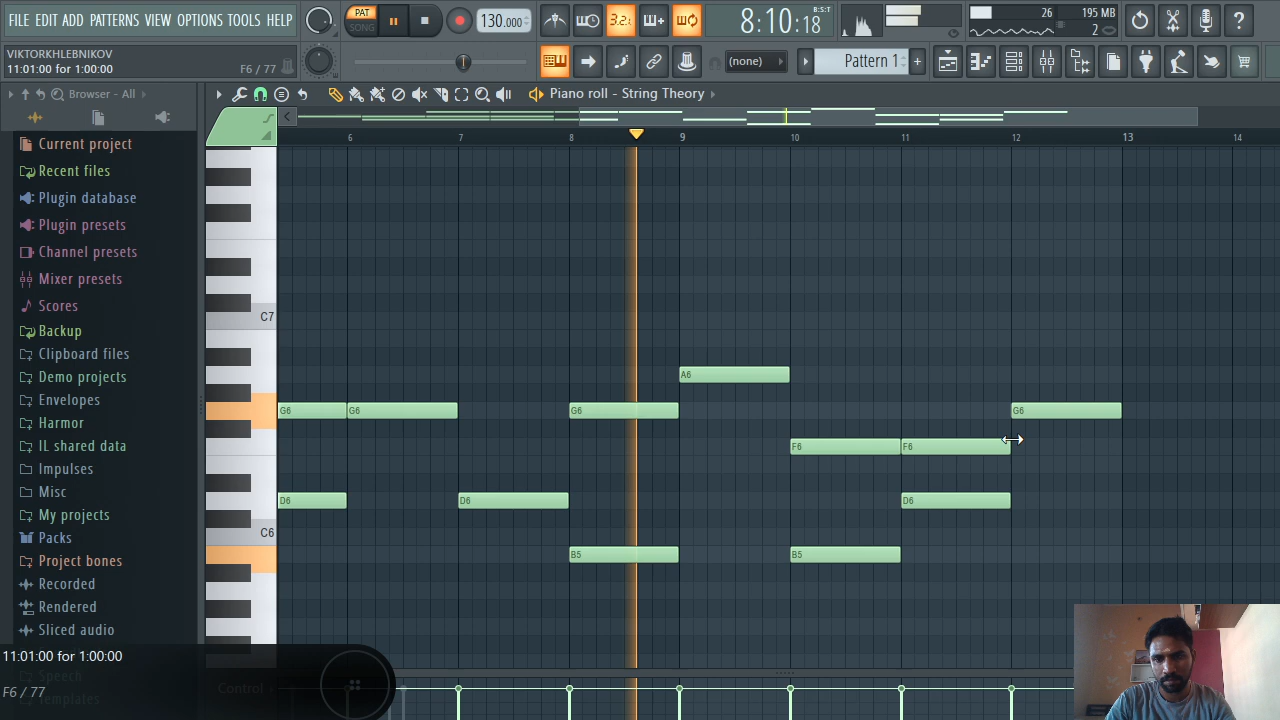 FILE EDIT ADD PATTERNS VIEW OPTIONS TOOLS HELP
PAT
SONG
130.000
3.2.
8:10:18
B:S:T
26
195 MB
2
VIKTORKHLEBNIKOV
11:01:00 for 1:00:00
F6 / 77
(none)
Pattern 1
Browser - All
Piano roll - String Theory
6 7 8 9 10 11 12 13 14
Current project
Recent files
Plugin database
Plugin presets
Channel presets
Mixer presets
Scores
Backup
Clipboard files
Demo projects
Envelopes
Harmor
IL shared data
Impulses
Misc
My projects
Packs
Project bones
Recorded
Rendered
Sliced audio
Speech
Templates
C7
A6
G6 G6 G6 G6
F6 F6
D6 D6 D6
C6
B5 B5
11:01:00 for 1:00:00
F6 / 77
Control